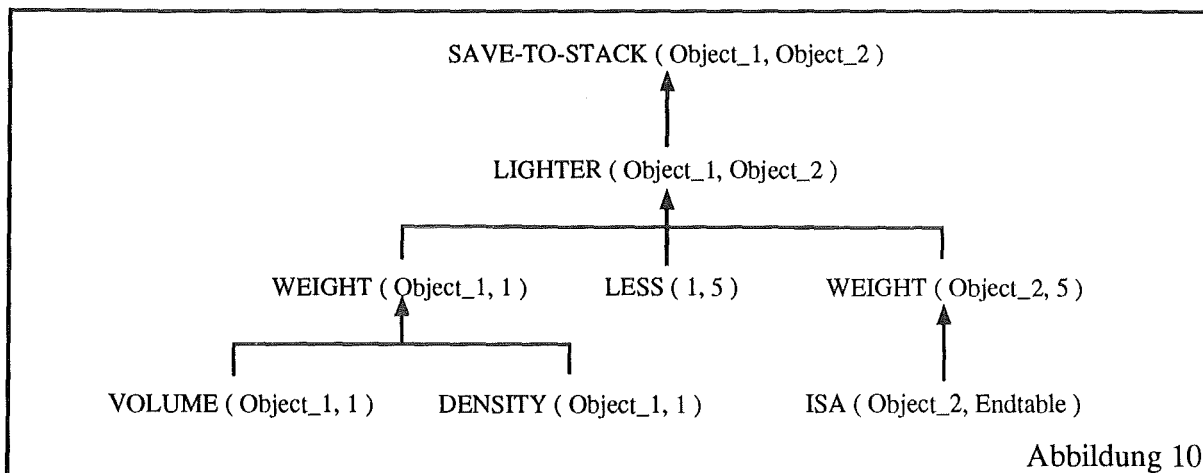 SAVE-TO-STACK ( Object_1, Object_2 )
LIGHTER ( Object_1, Object_2 )
WEIGHT ( Object_1, 1 ) LESS ( 1, 5 ) WEIGHT ( Object_2, 5 )
VOLUME ( Object_1, 1 ) DENSITY ( Object_1, 1 ) ISA ( Object_2, Endtable )
Abbildung 10